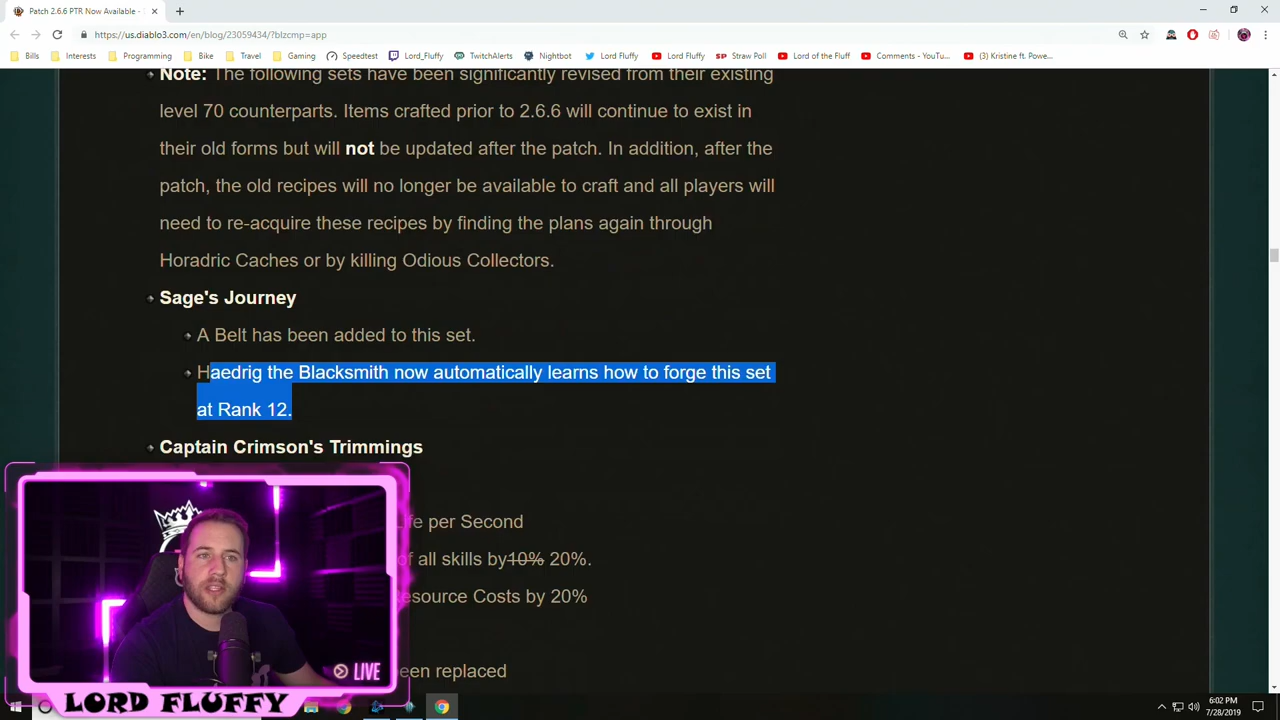 Patch 2.6.6 PTR Now Available -
https://us.diablo3.com/en/blog/23059434/?blzcmp=app
Bills
Interests
Programming
Bike
Travel
Gaming
Speedtest
Lord_Fluffy
TwitchAlerts
Nightbot
Lord Fluffy
Lord Fluffy
Straw Poll
Lord of the Fluff
Comments - YouTu...
(3) Kristine ft. Powe...
Note: The following sets have been significantly revised from their existing
level 70 counterparts. Items crafted prior to 2.6.6 will continue to exist in
their old forms but will not be updated after the patch. In addition, after the
patch, the old recipes will no longer be available to craft and all players will
need to re-acquire these recipes by finding the plans again through
Horadric Caches or by killing Odious Collectors.
Sage's Journey
A Belt has been added to this set.
Haedrig the Blacksmith now automatically learns how to forge this set
at Rank 12.
Captain Crimson's Trimmings
Life per Second
of all skills by10% 20%.
Resource Costs by 20%
been replaced
LIVE
LORD FLUFFY
6:02 PM
7/28/2019